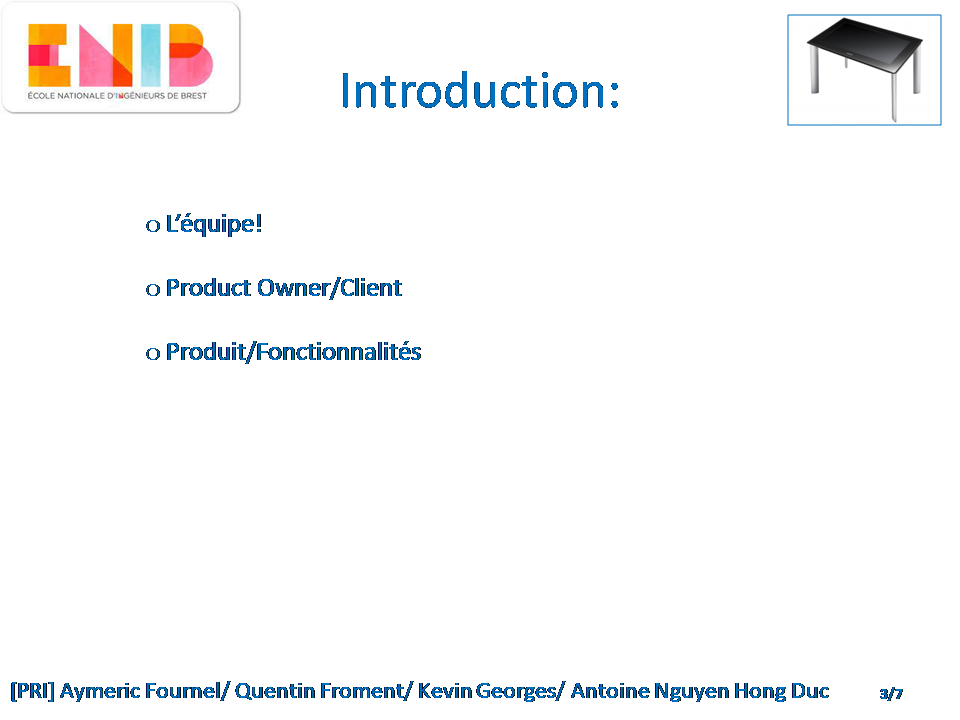 ENIB
ÉCOLE NATIONALE D'INGÉNIEURS DE BREST
Introduction:
o L'équipe!
o Product Owner/Client
o Produit/Fonctionnalités
[PRI] Aymeric Fournel/ Quentin Froment/ Kevin Georges/ Antoine Nguyen Hong Duc 3/7